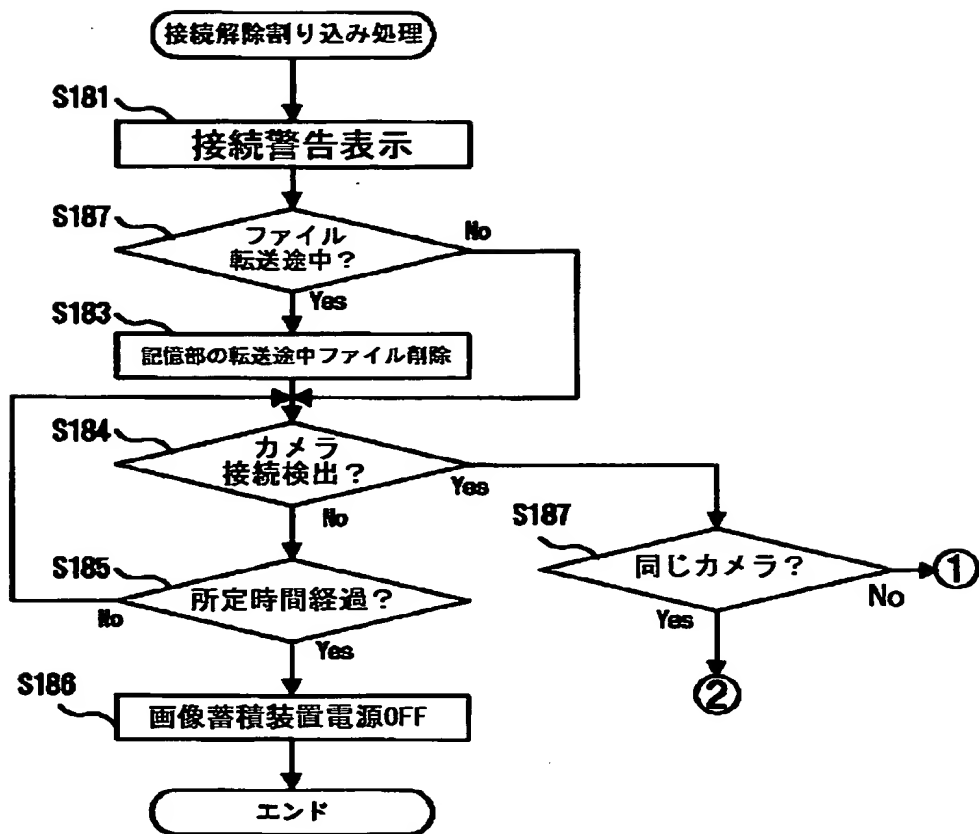 接続解除割り込み処理
S181
接続警告表示
S187
ファイル
転送途中？
No
Yes
S183
記憶部の転送途中ファイル削除
S184
カメラ
接続検出？
Yes
No
S187
同じカメラ？
①
No
Yes
②
S185
所定時間経過？
No
Yes
S186
画像蓄積装置電源OFF
エンド